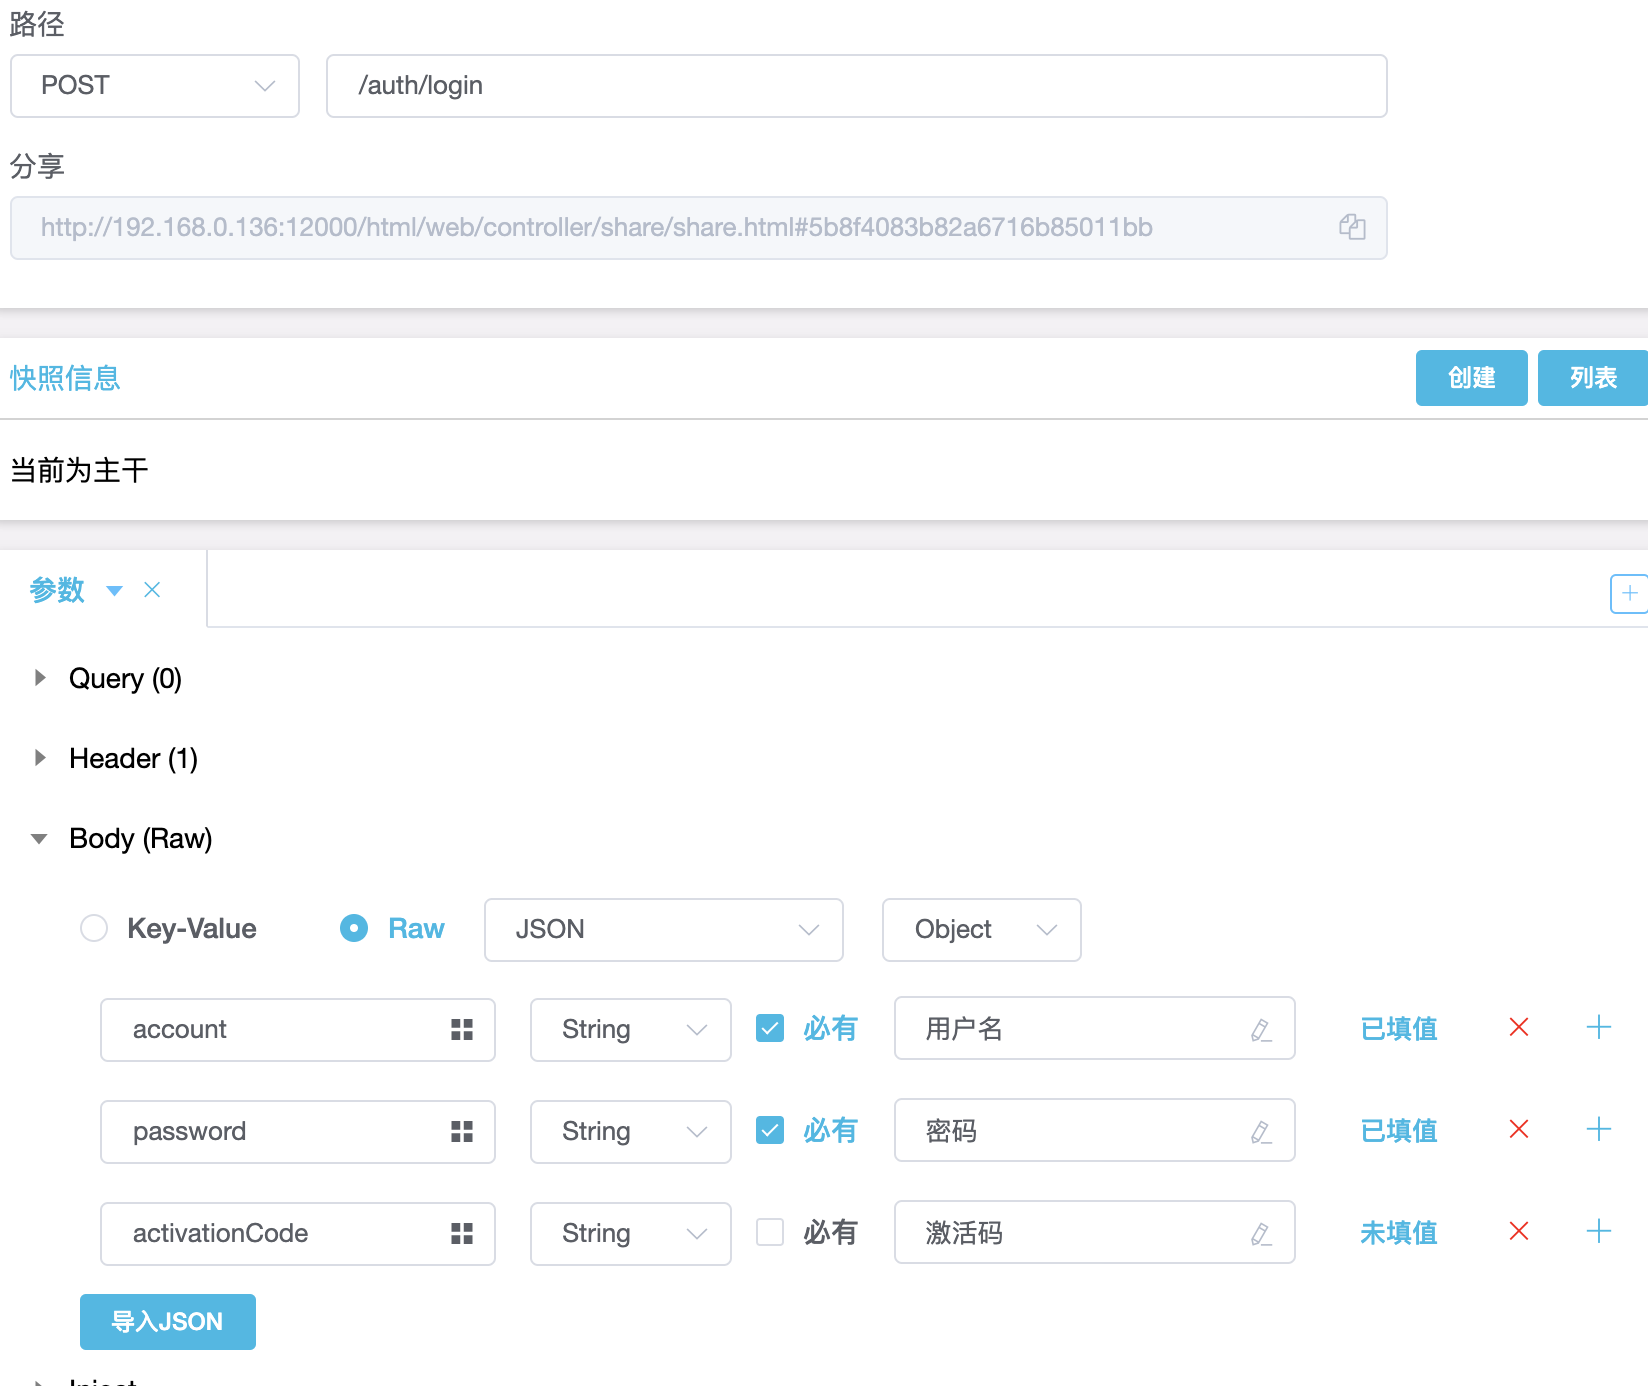 路径
POST
/auth/login
分享
http://192.168.0.136:12000/html/web/controller/share/share.html#5b8f4083b82a6716b85011bb
快照信息
创建
列表
当前为主干
参数
Query (0)
Header (1)
Body (Raw)
Key-Value
Raw
JSON
Object
account
String
必有
用户名
已填值
password
String
必有
密码
已填值
activationCode
String
必有
激活码
未填值
导入JSON
Inject